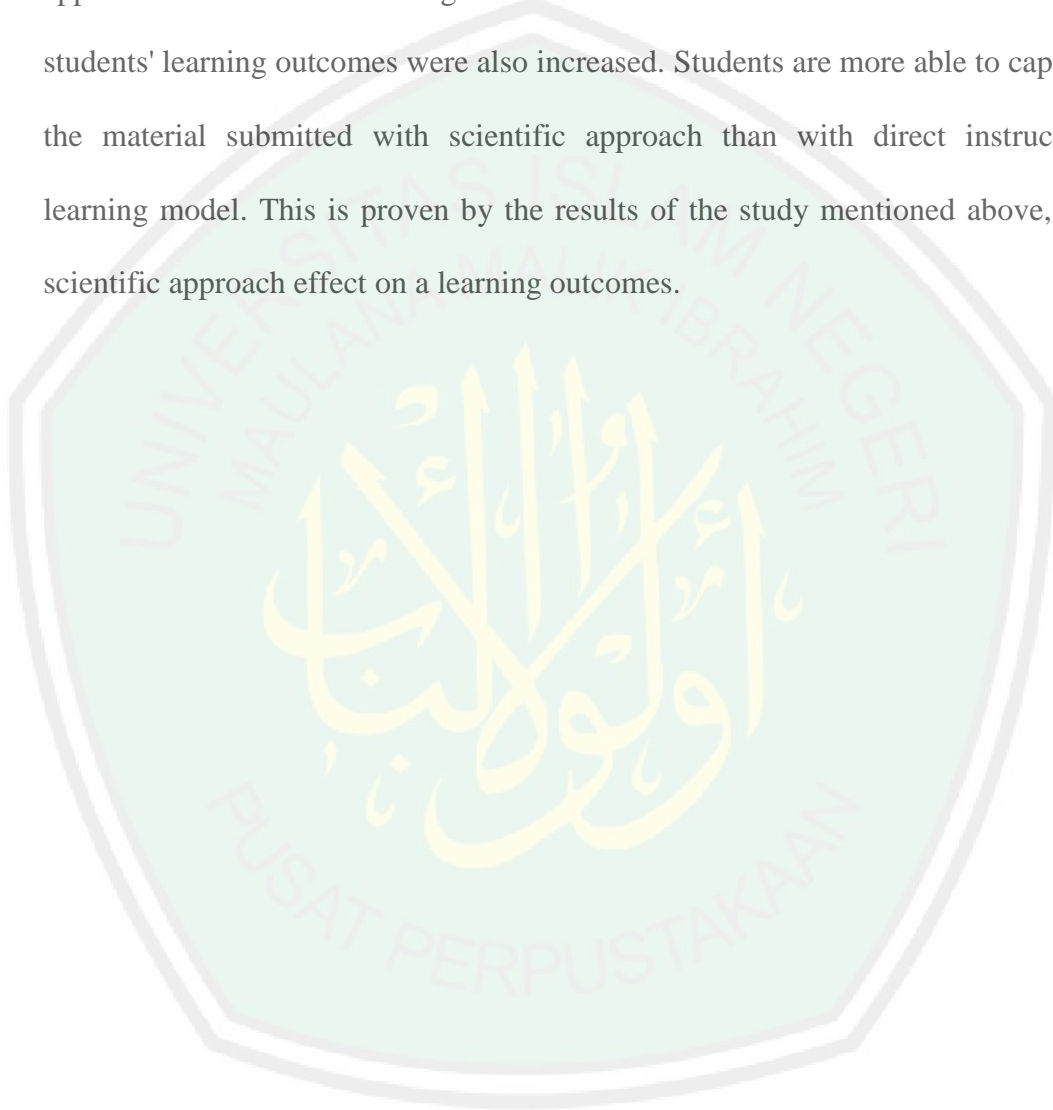 students' learning outcomes were also increased. Students are more able to cap
the material submitted with scientific approach than with direct instruc
learning model. This is proven by the results of the study mentioned above,
scientific approach effect on a learning outcomes.
UNIVERSITAS ISLAM NEGERI
MAULANA MALIK IBRAHIM
PUSAT PERPUSTAKAAN